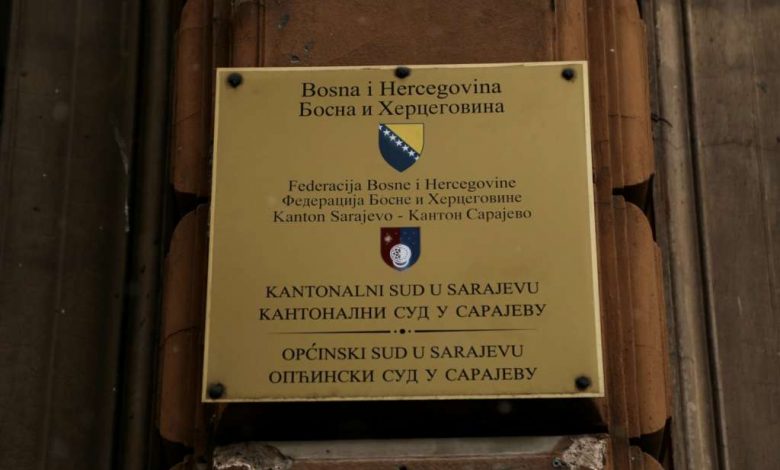 Bosna i Hercegovina
Босна и Херцеговина
Federacija Bosne i Hercegovine
Федерација Босне и Херцеговине
Kanton Sarajevo - Кантон Сарајево
KANTONALNI SUD U SARAJEVU
КАНТОНАЛНИ СУД У САРАЈЕВУ
OPĆINSKI SUD U SARAJEVU
ОПЋИНСКИ СУД У САРАЈЕВУ